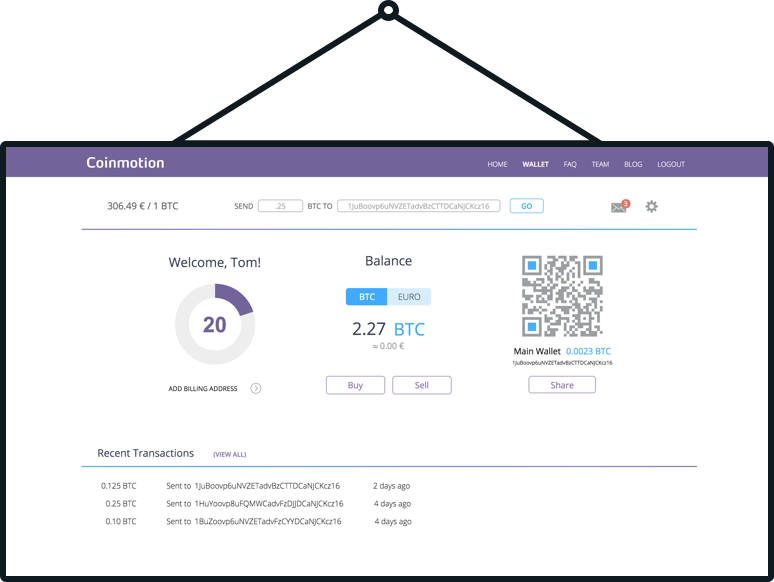 Coinmotion HOME WALLET FAQ TEAM BLOG LOGOUT
306.49 € / 1 BTC SEND .25 BTC TO 1JuBoovp6uNVZETadvBzCTTDCaNJCKcz16 GO 3
Welcome, Tom!
20
ADD BILLING ADDRESS
Balance
BTC EURO
2.27 BTC
≈ 0.00 €
Buy Sell
Main Wallet 0.0023 BTC
1JuBoovp6uNVZETadvBzCTTDCaNJCKcz16
Share
Recent Transactions (VIEW ALL)
0.125 BTC Sent to 1JuBoovp6uNVZETadvBzCTTDCaNJCKcz16 2 days ago
0.25 BTC Sent to 1HuYoovp8uFQMWCadvFzDJJDCaNJCKcz16 4 days ago
0.10 BTC Sent to 1BuZoovp6uNVZETadvFzCYYDCaNJCKcz16 4 days ago